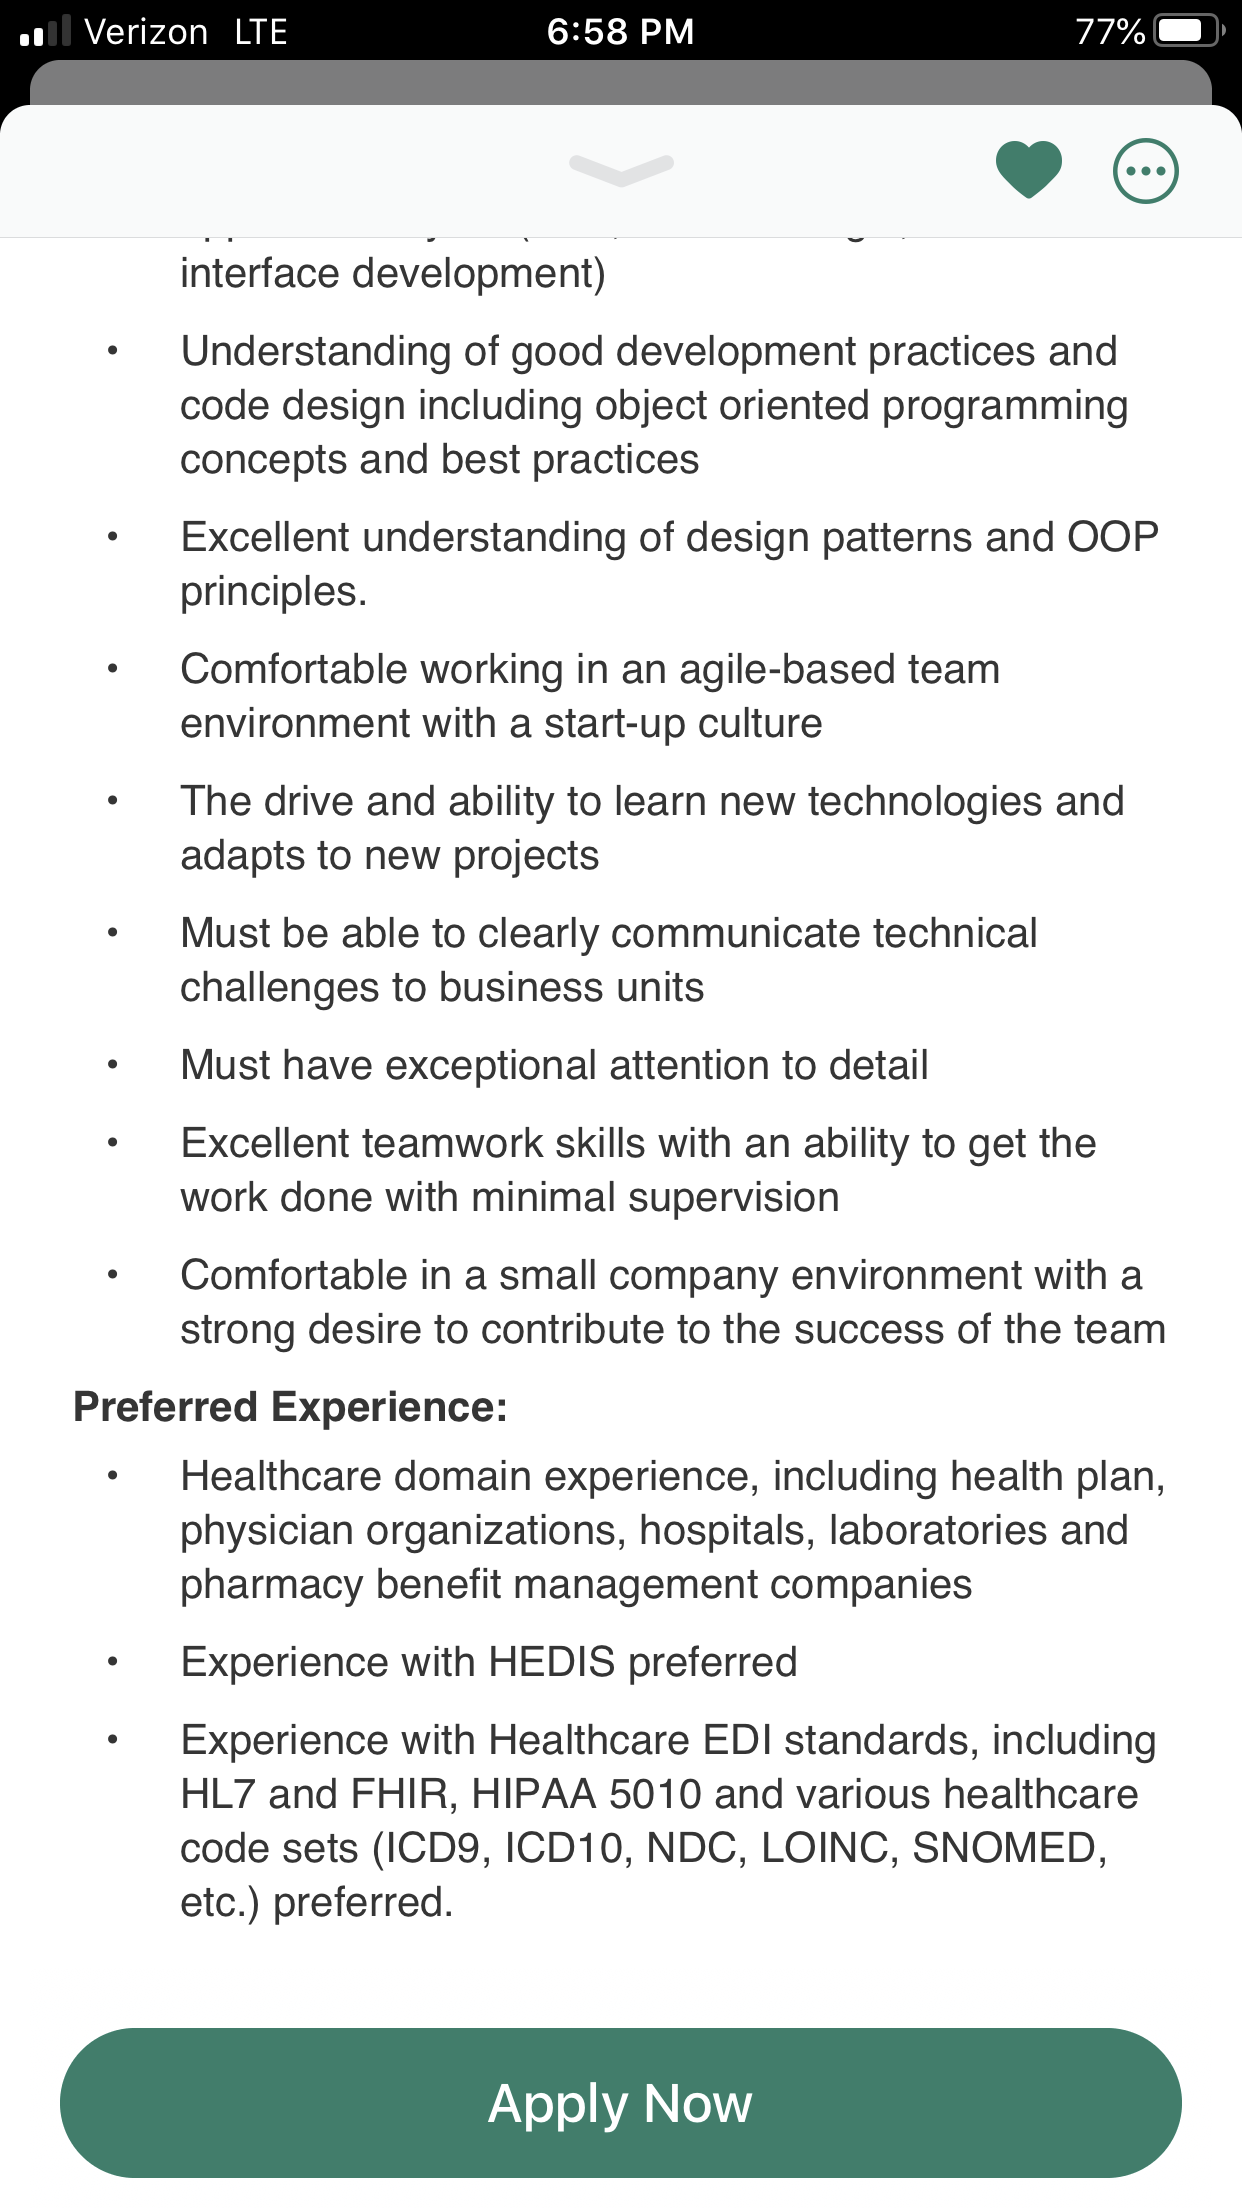 Verizon LTE 6:58 PM 77%
interface development)
• Understanding of good development practices and
code design including object oriented programming
concepts and best practices
• Excellent understanding of design patterns and OOP
principles.
• Comfortable working in an agile-based team
environment with a start-up culture
• The drive and ability to learn new technologies and
adapts to new projects
• Must be able to clearly communicate technical
challenges to business units
• Must have exceptional attention to detail
• Excellent teamwork skills with an ability to get the
work done with minimal supervision
• Comfortable in a small company environment with a
strong desire to contribute to the success of the team
Preferred Experience:
• Healthcare domain experience, including health plan,
physician organizations, hospitals, laboratories and
pharmacy benefit management companies
• Experience with HEDIS preferred
• Experience with Healthcare EDI standards, including
HL7 and FHIR, HIPAA 5010 and various healthcare
code sets (ICD9, ICD10, NDC, LOINC, SNOMED,
etc.) preferred.
Apply Now